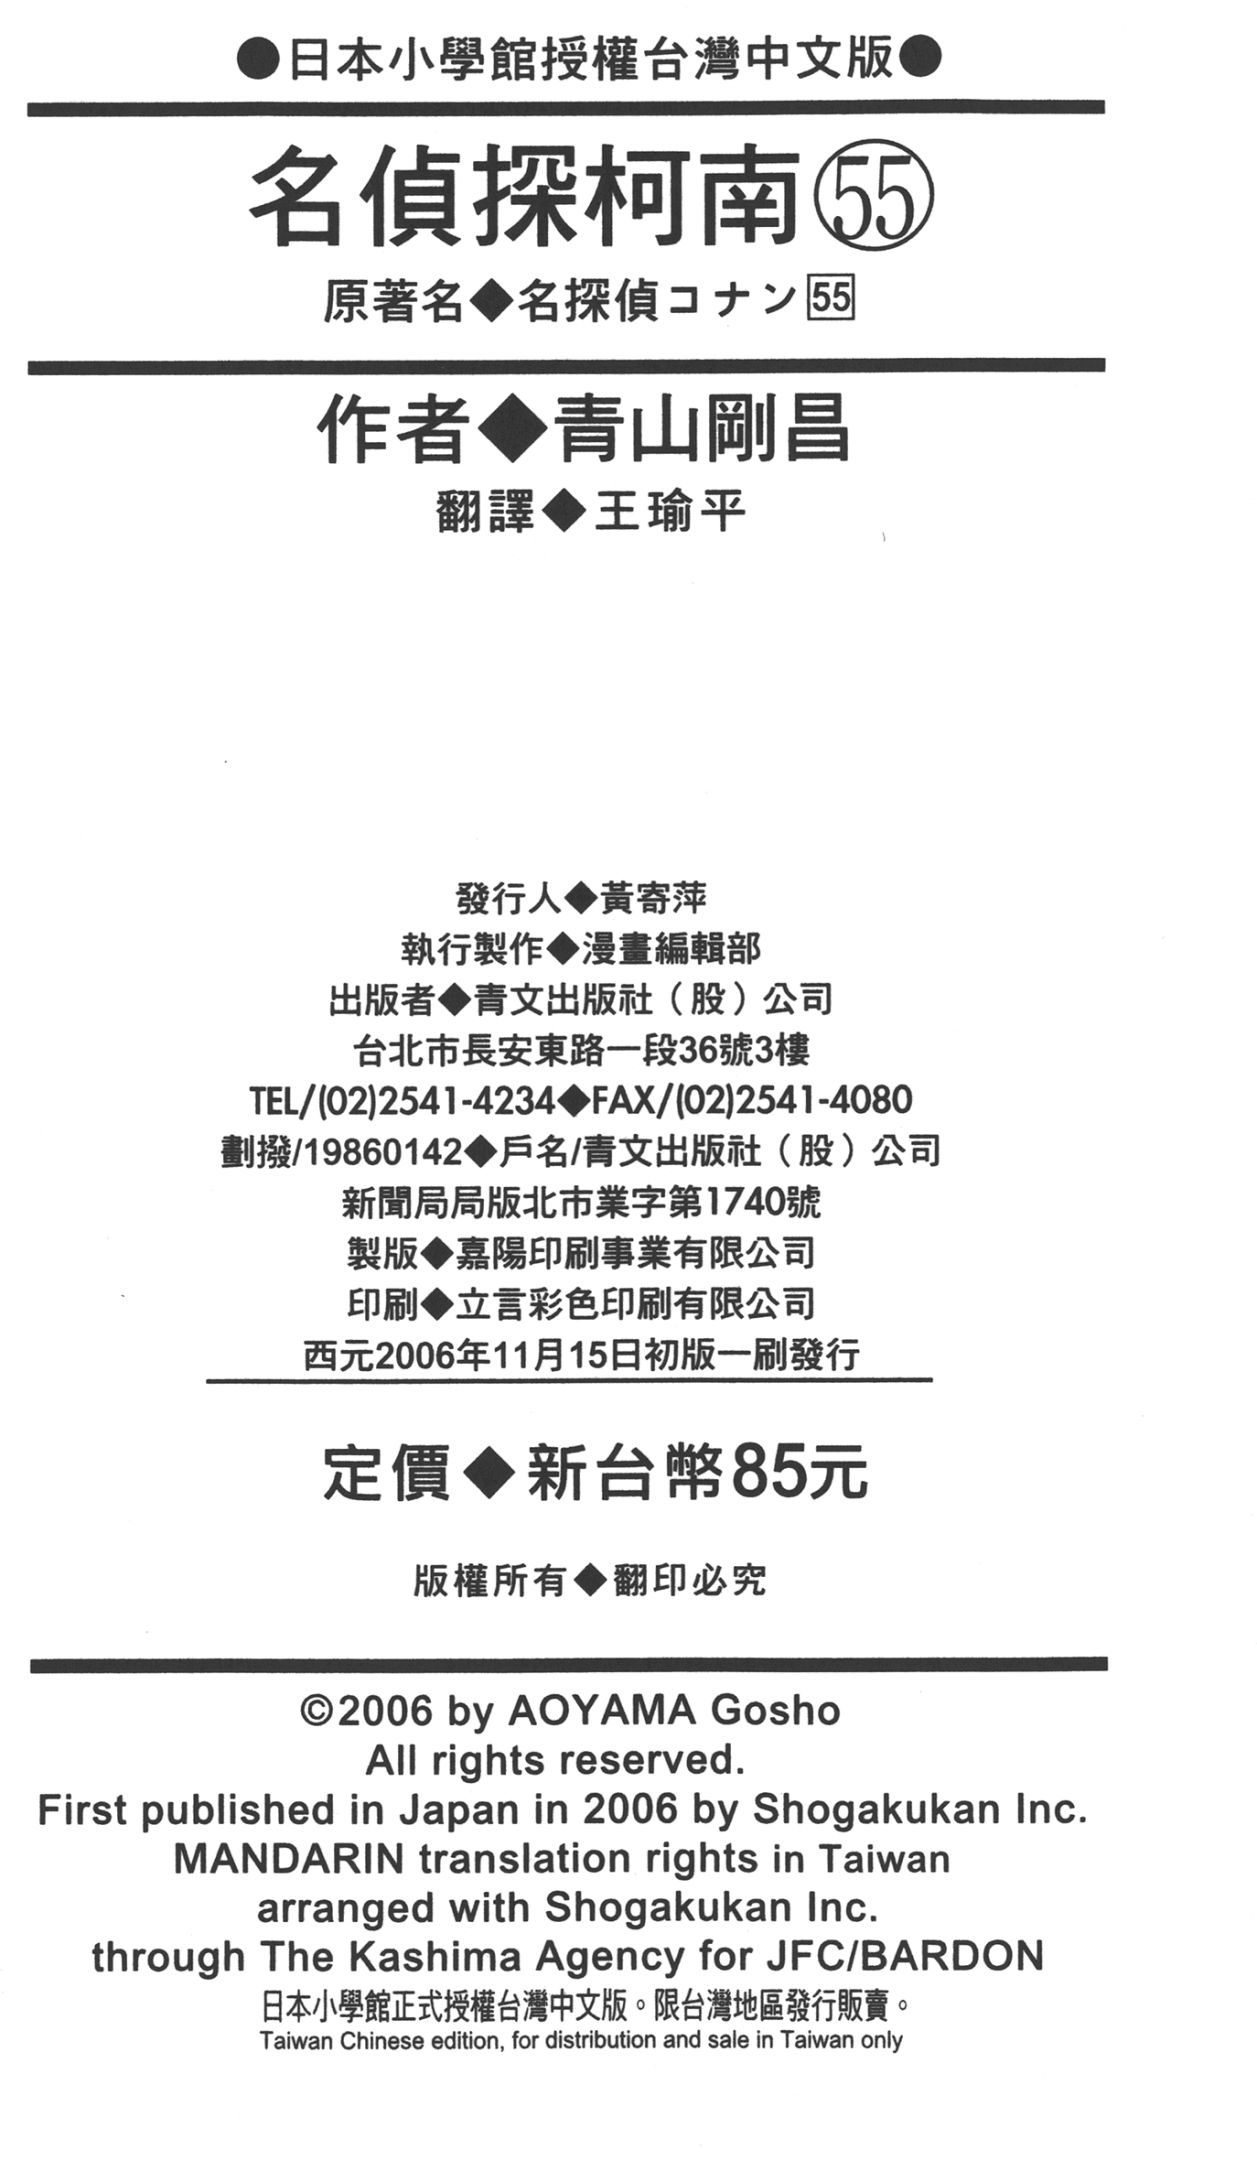 ●日本小學館授權台灣中文版●
名偵探柯南55
原著名◆名探偵コナン55
作者◆青山剛昌
翻譯◆王瑜平
發行人◆黃寄萍
執行製作◆漫畫編輯部
出版者◆青文出版社（股）公司
台北市長安東路一段36號3樓
TEL/(02)2541-4234◆FAX/(02)2541-4080
劃撥/19860142◆戶名/青文出版社（股）公司
新聞局局版北市業字第1740號
製版◆嘉陽印刷事業有限公司
印刷◆立言彩色印刷有限公司
西元2006年11月15日初版一刷發行
定價◆新台幣85元
版權所有◆翻印必究
©2006 by AOYAMA Gosho
All rights reserved.
First published in Japan in 2006 by Shogakukan Inc.
MANDARIN translation rights in Taiwan
arranged with Shogakukan Inc.
through The Kashima Agency for JFC/BARDON
日本小學館正式授權台灣中文版。限台灣地區發行販賣。
Taiwan Chinese edition, for distribution and sale in Taiwan only